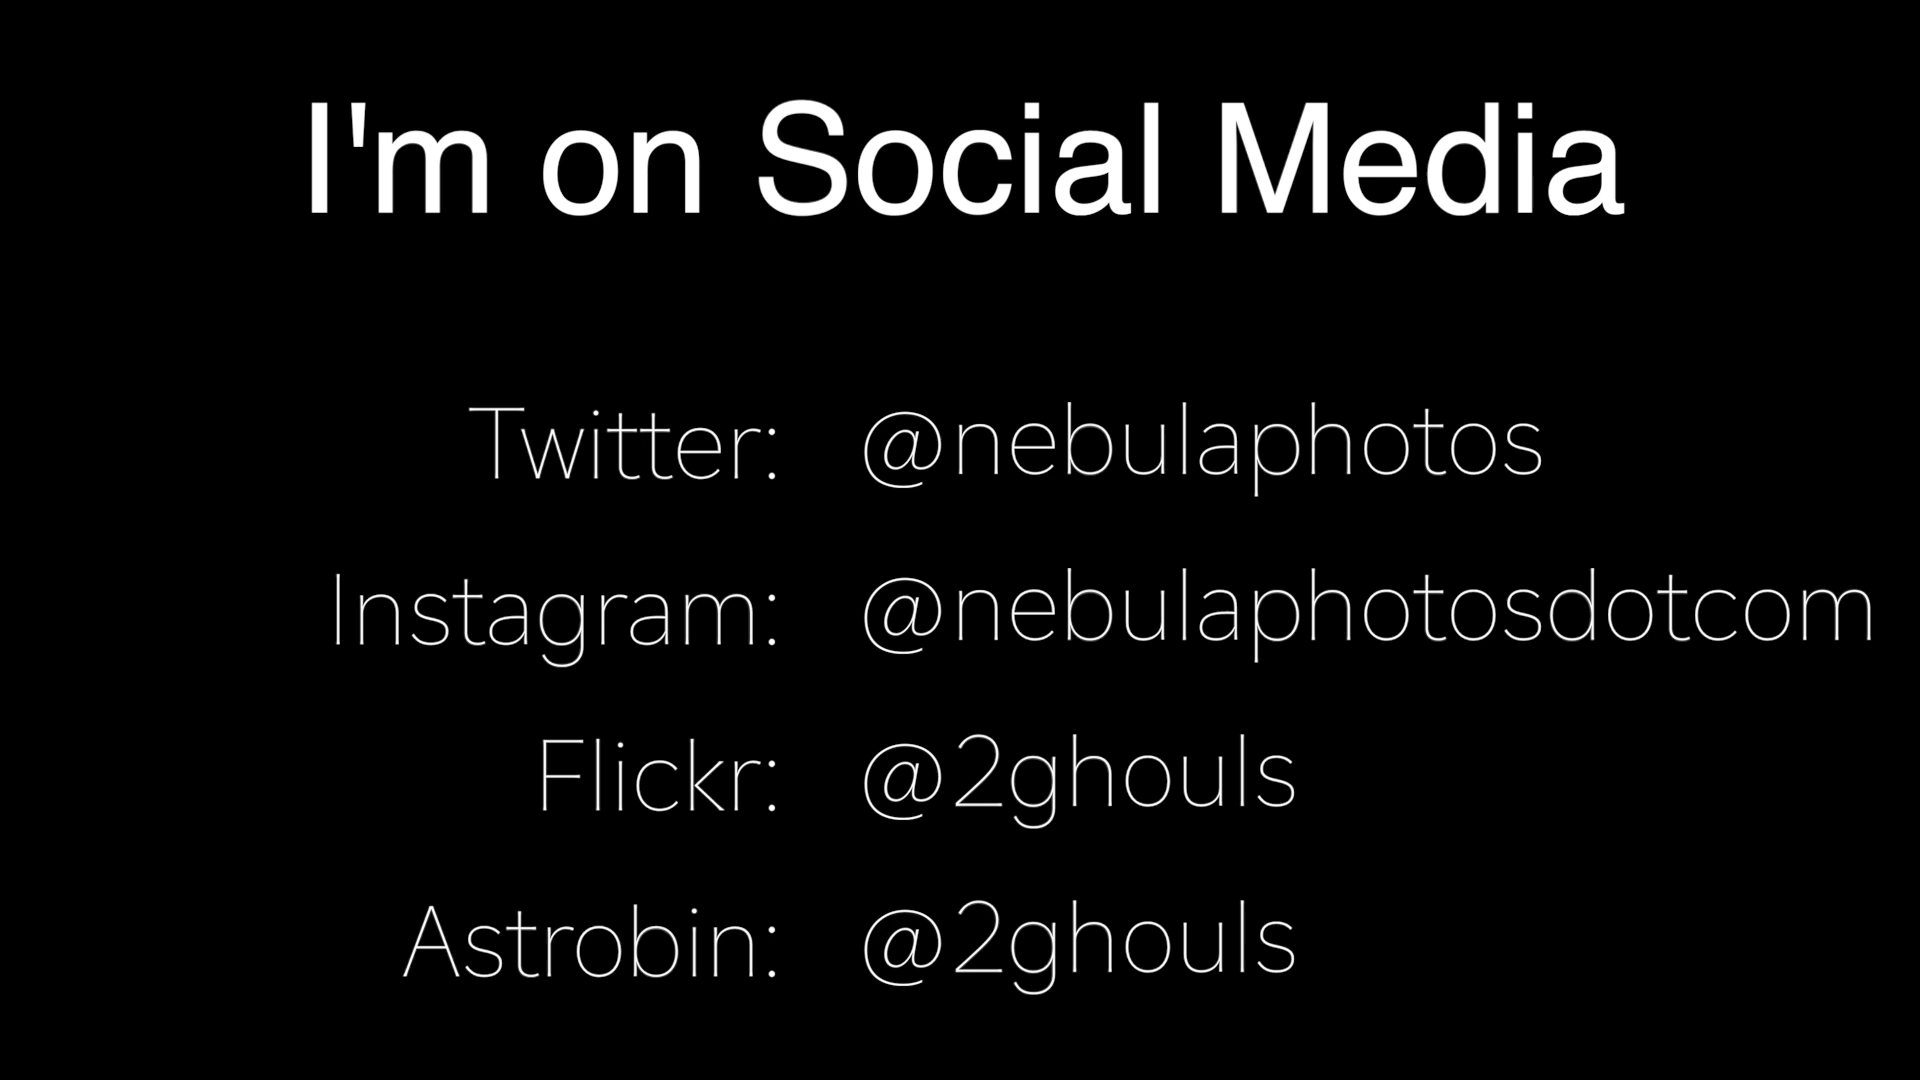 I'm on Social Media
Twitter: @nebulaphotos
Instagram: @nebulaphotosdotcom
Flickr: @2ghouls
Astrobin: @2ghouls